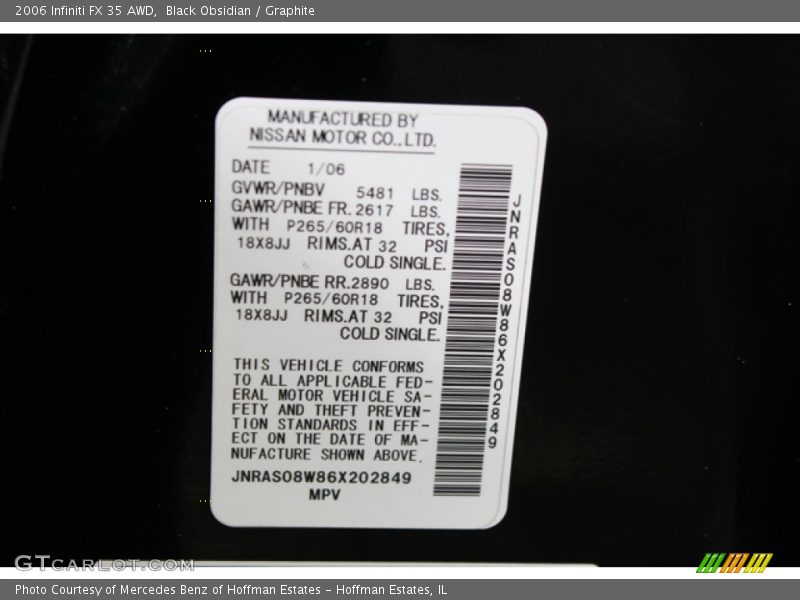 2006 Infiniti FX 35 AWD,  Black Obsidian / Graphite
MANUFACTURED BY
NISSAN MOTOR CO.,LTD.
DATE 1/06
GVWR/PNBV 5481 LBS.
GAWR/PNBE FR. 2617 LBS.
WITH P265/60R18 TIRES,
18X8JJ RIMS.AT 32 PSI
COLD SINGLE.
GAWR/PNBE RR. 2890 LBS.
WITH P265/60R18 TIRES,
18X8JJ RIMS.AT 32 PSI
COLD SINGLE.
THIS VEHICLE CONFORMS
TO ALL APPLICABLE FED-
ERAL MOTOR VEHICLE SA-
FETY AND THEFT PREVEN-
TION STANDARDS IN EFF-
ECT ON THE DATE OF MA-
NUFACTURE SHOWN ABOVE.
JNRAS08W86X202849
MPV
JNRAS08W86X202849
GTCARLOT.COM
Photo Courtesy of Mercedes Benz of Hoffman Estates - Hoffman Estates, IL